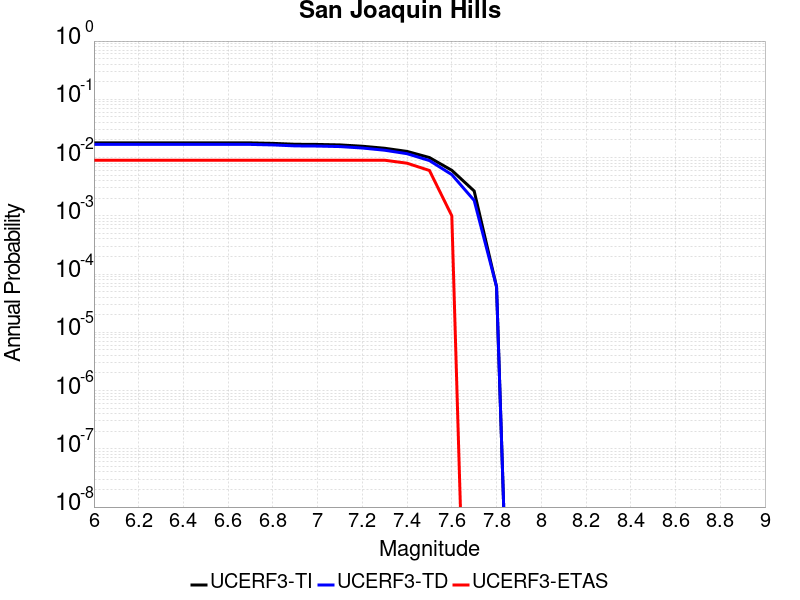 San Joaquin Hills
10^0
10^-1
10^-2
10^-3
10^-4
10^-5
10^-6
10^-7
10^-8
Annual Probability
6 6.2 6.4 6.6 6.8 7 7.2 7.4 7.6 7.8 8 8.2 8.4 8.6 8.8 9
Magnitude
UCERF3-TI UCERF3-TD UCERF3-ETAS